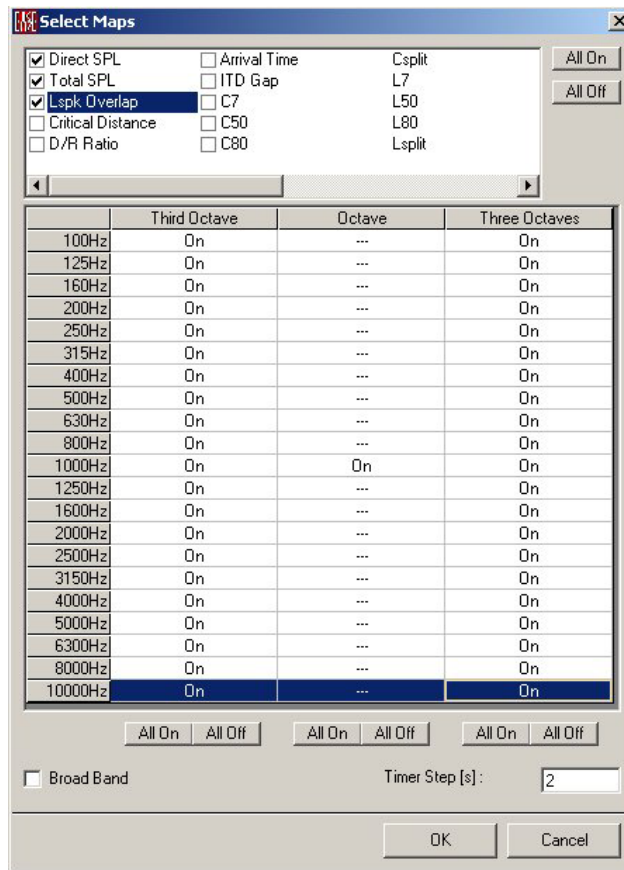 EASE Select Maps
Direct SPL Arrival Time Csplit All On
Total SPL ITD Gap L7 All Off
Lspk Overlap C7 L50
Critical Distance C50 L80
D/R Ratio C80 Lsplit
Third Octave Octave Three Octaves
100Hz On --- On
125Hz On --- On
160Hz On --- On
200Hz On --- On
250Hz On --- On
315Hz On --- On
400Hz On --- On
500Hz On --- On
630Hz On --- On
800Hz On --- On
1000Hz On On On
1250Hz On --- On
1600Hz On --- On
2000Hz On --- On
2500Hz On --- On
3150Hz On --- On
4000Hz On --- On
5000Hz On --- On
6300Hz On --- On
8000Hz On --- On
10000Hz On --- On
All On All Off All On All Off All On All Off
Broad Band Timer Step [s] : 2
OK Cancel